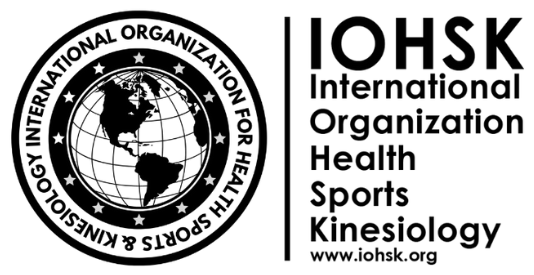 INTERNATIONAL ORGANIZATION FOR HEALTH SPORTS & KINESIOLOGY
IOHSK
International
Organization
Health
Sports
Kinesiology
www.iohsk.org